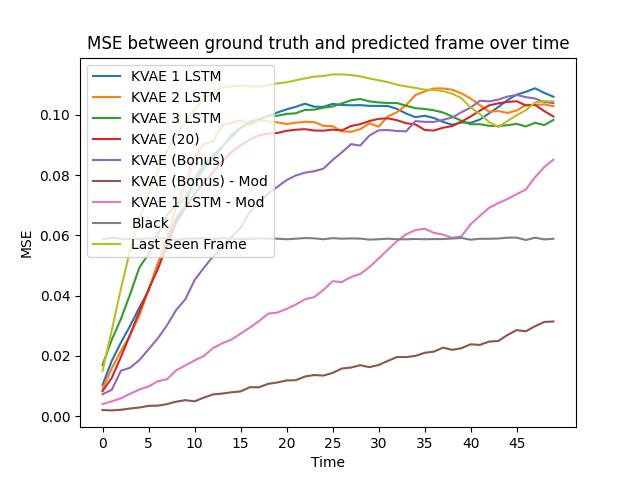 MSE between ground truth and predicted frame over time
KVAE 1 LSTM
KVAE 2 LSTM
KVAE 3 LSTM
KVAE (20)
KVAE (Bonus)
KVAE (Bonus) - Mod
KVAE 1 LSTM - Mod
Black
Last Seen Frame
MSE
0.10
0.08
0.06
0.04
0.02
0.00
0 5 10 15 20 25 30 35 40 45
Time